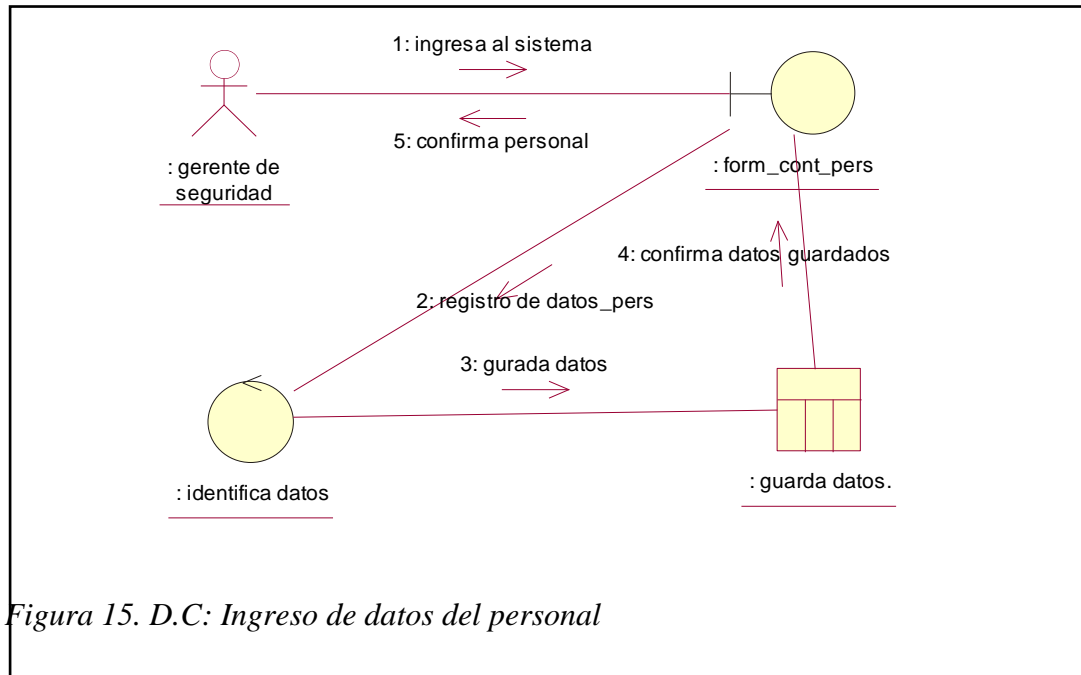 1: ingresa al sistema
5: confirma personal
: gerente de
seguridad
: form_cont_pers
4: confirma datos guardados
2: registro de datos_pers
3: gurada datos
: identifica datos
: guarda datos.
Figura 15. D.C: Ingreso de datos del personal